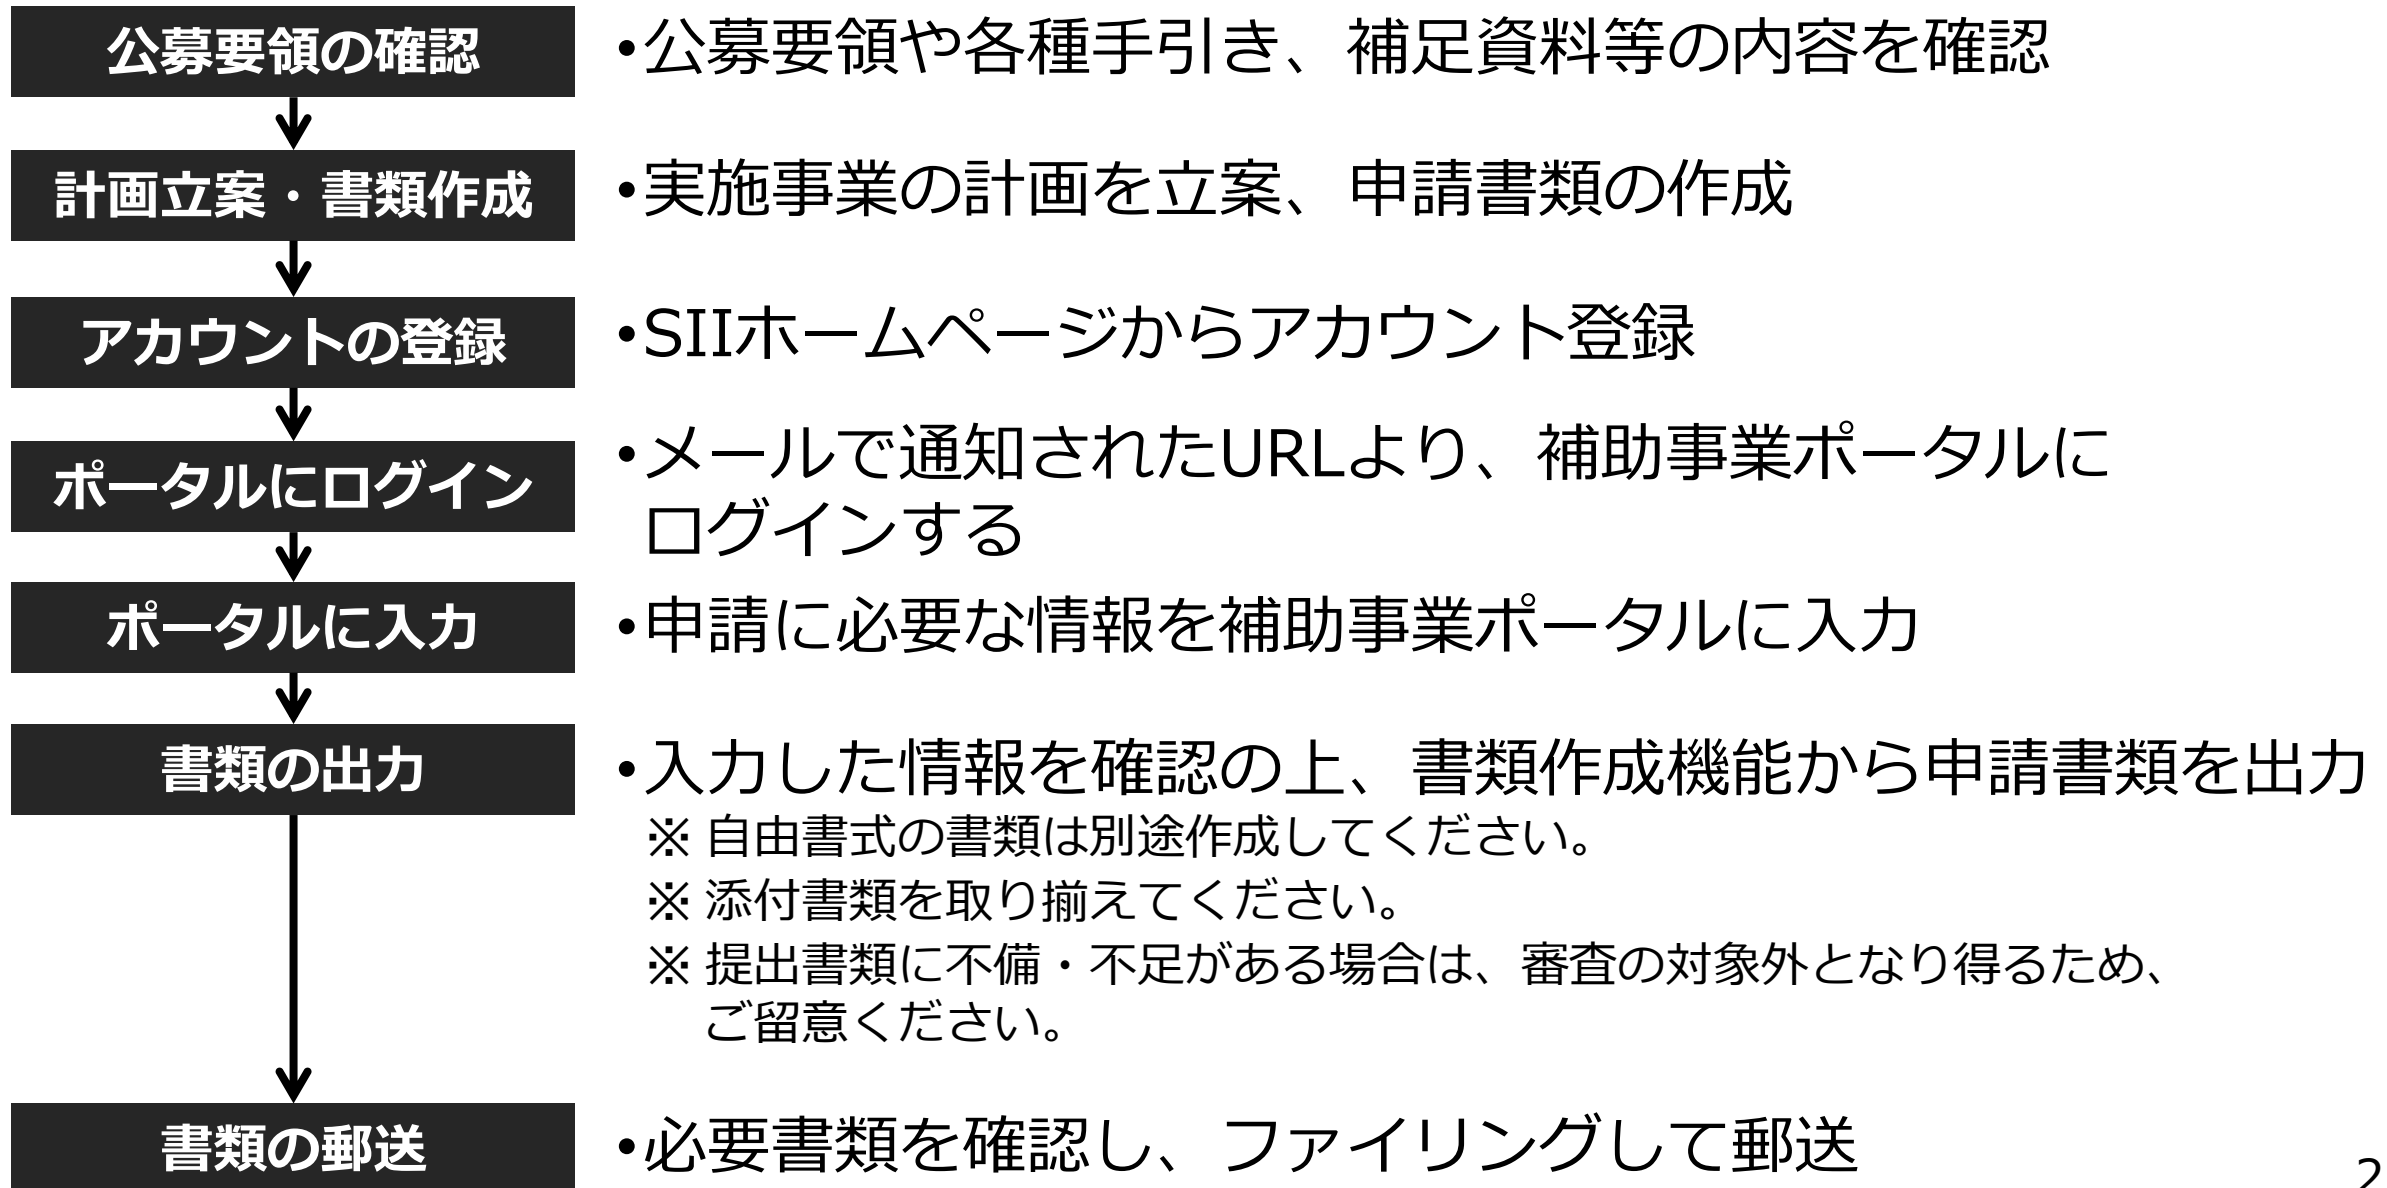 公募要領の確認
•公募要領や各種手引き、補足資料等の内容を確認
計画立案・書類作成
•実施事業の計画を立案、申請書類の作成
アカウントの登録
•SIIホームページからアカウント登録
ポータルにログイン
•メールで通知されたURLより、補助事業ポータルに
ログインする
ポータルに入力
•申請に必要な情報を補助事業ポータルに入力
書類の出力
•入力した情報を確認の上、書類作成機能から申請書類を出力
※ 自由書式の書類は別途作成してください。
※ 添付書類を取り揃えてください。
※ 提出書類に不備・不足がある場合は、審査の対象外となり得るため、
ご留意ください。
書類の郵送
•必要書類を確認し、ファイリングして郵送
2